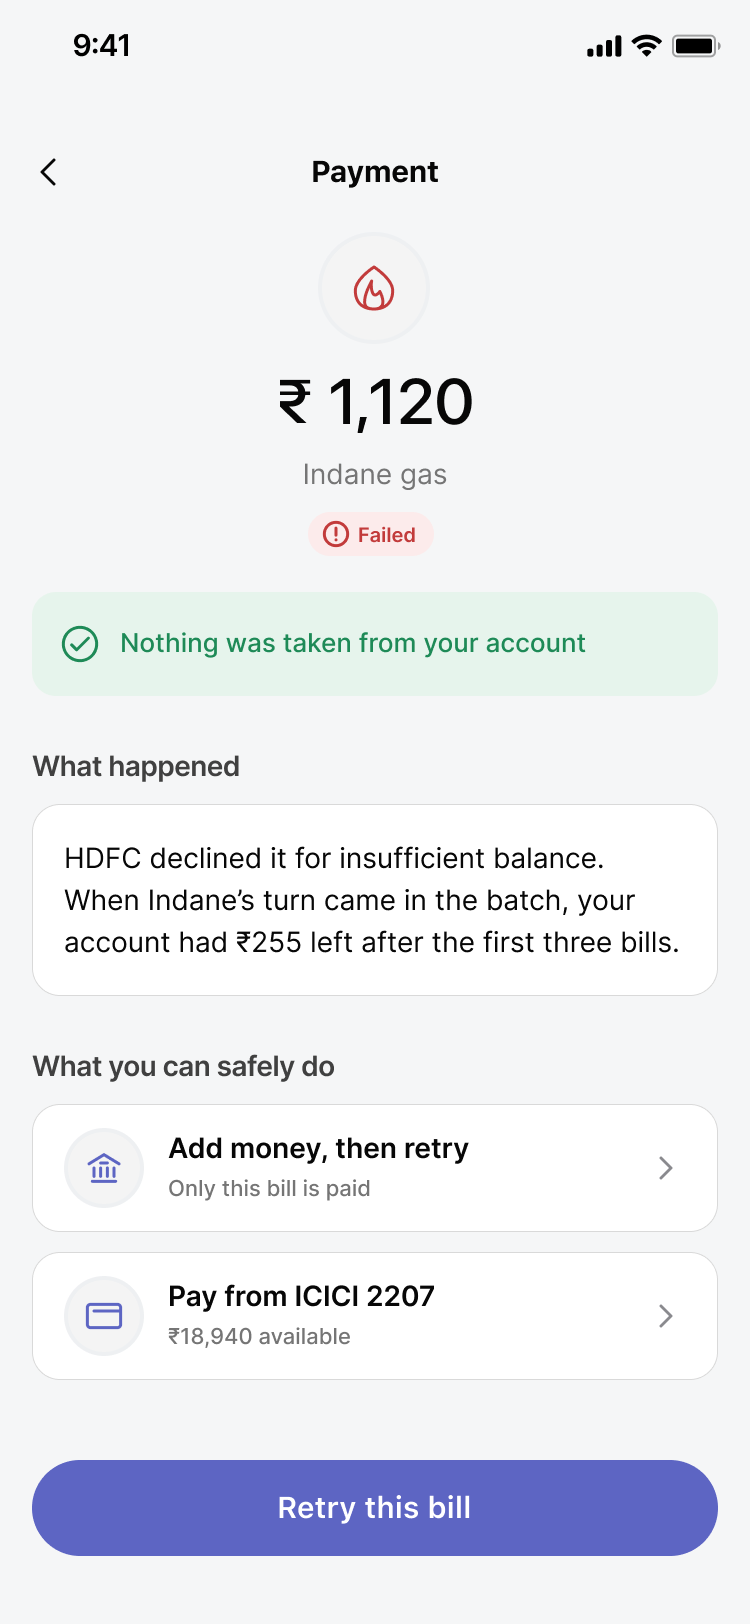 9:41
Payment
₹ 1,120
Indane gas
Failed
Nothing was taken from your account
What happened
HDFC declined it for insufficient balance.
When Indane’s turn came in the batch, your
account had ₹255 left after the first three bills.
What you can safely do
Add money, then retry
Only this bill is paid
Pay from ICICI 2207
₹18,940 available
Retry this bill